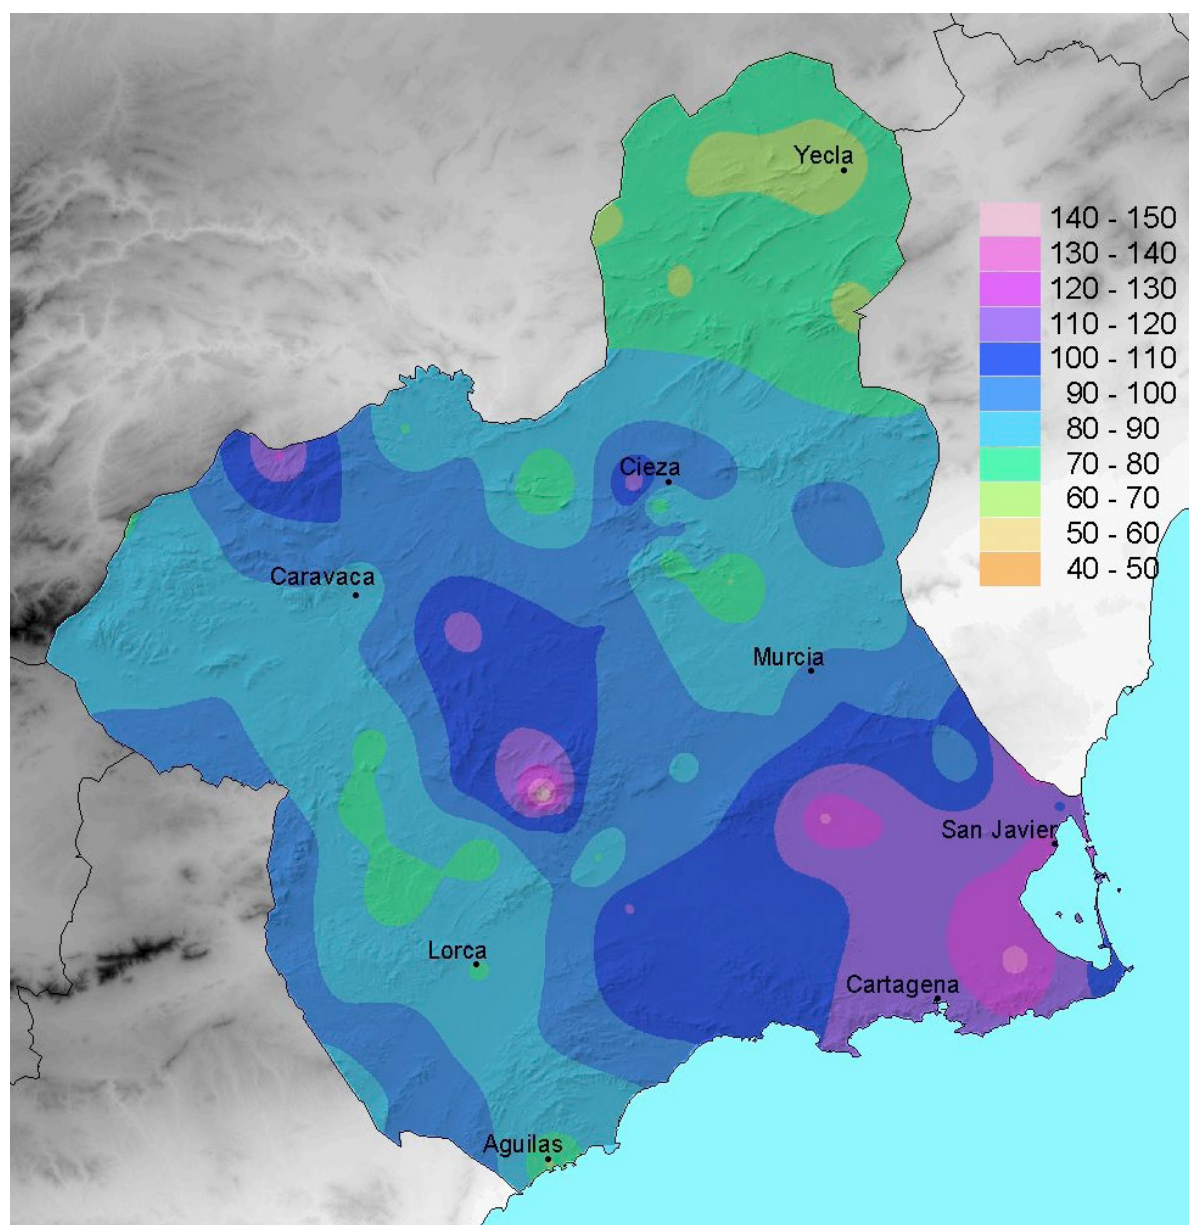 Yecla
140 - 150
130 - 140
120 - 130
110 - 120
100 - 110
90 - 100
80 - 90
70 - 80
60 - 70
50 - 60
40 - 50
Cieza
Caravaca
Murcia
San Javier
Lorca
Cartagena
Aguilas